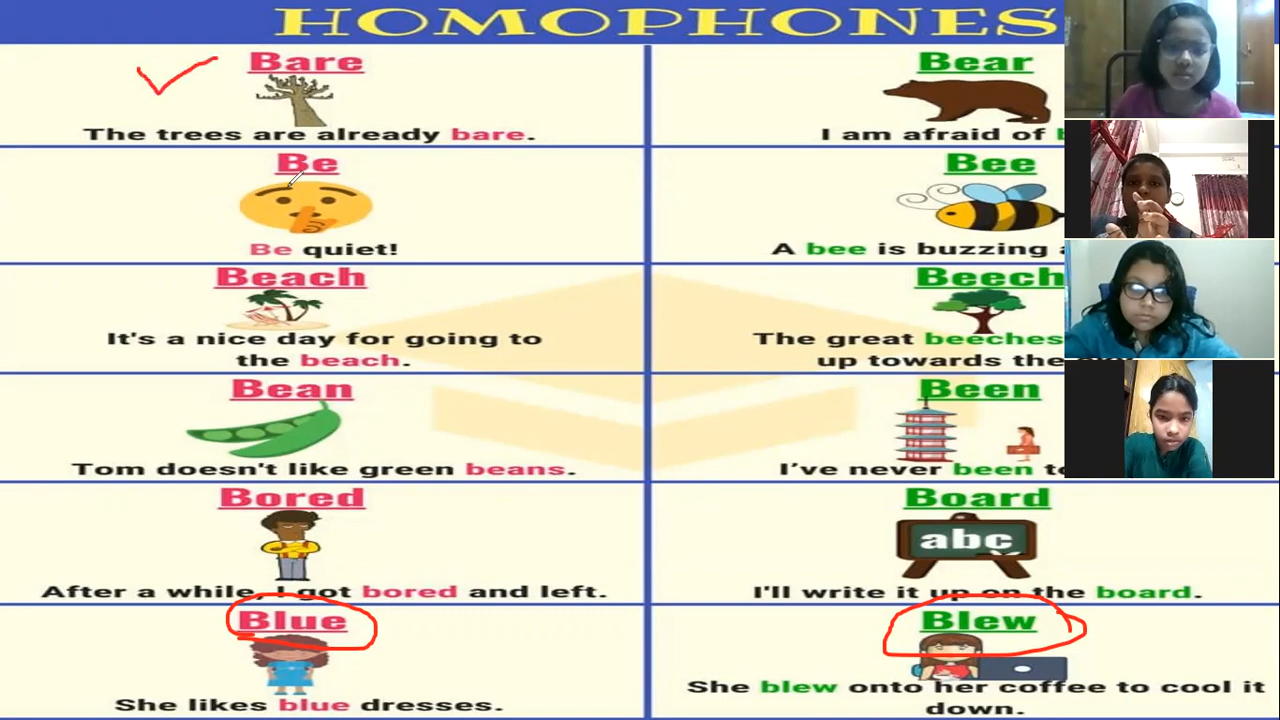 HOMOPHONES
Bare
The trees are already bare.
Bear
I am afraid of
Be
Be quiet!
Bee
A bee is buzzing
Beach
It's a nice day for going to
the beach.
Beech
The great beeches
up towards the
Bean
Tom doesn't like green beans.
Been
I've never been
Bored
After a while, I got bored and left.
Board
abc
I'll write it up on the board.
Blue
She likes blue dresses.
Blew
She blew onto her coffee to cool it
down.